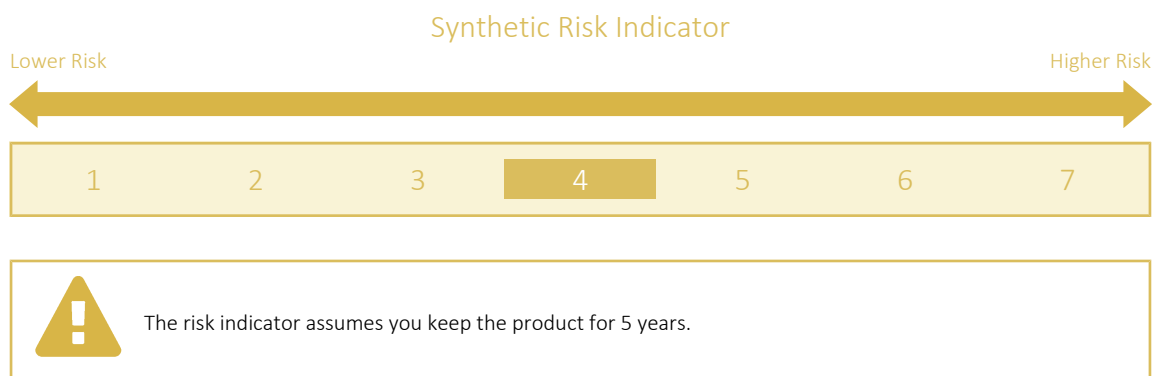 Synthetic Risk Indicator
Lower Risk Higher Risk
1 2 3 4 5 6 7
The risk indicator assumes you keep the product for 5 years.